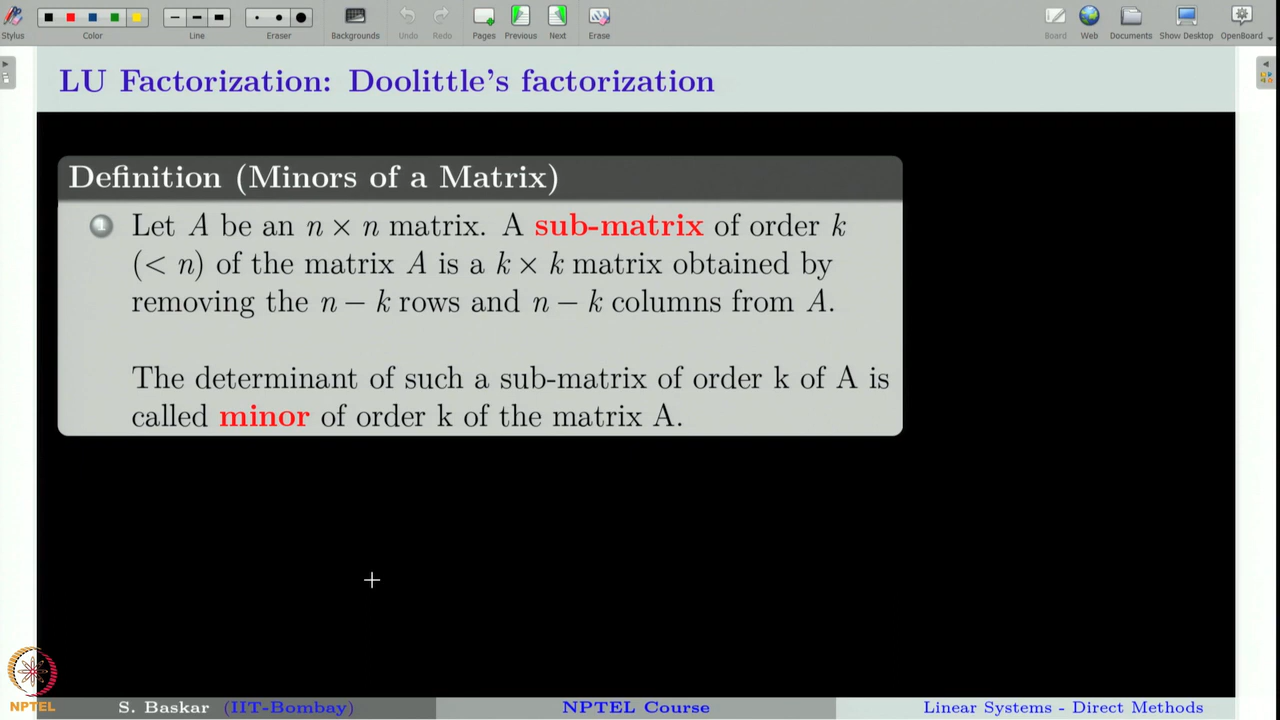 Stylus
Color
Line
Eraser
Backgrounds
Undo
Redo
Pages
Previous
Next
Erase
Board
Web
Documents
Show Desktop
OpenBoard
LU Factorization: Doolittle's factorization
Definition (Minors of a Matrix)
1 Let A be an n × n matrix. A sub-matrix of order k
(< n) of the matrix A is a k × k matrix obtained by
removing the n − k rows and n − k columns from A.
The determinant of such a sub-matrix of order k of A is
called minor of order k of the matrix A.
NPTEL
S. Baskar (IIT-Bombay)
NPTEL Course
Linear Systems - Direct Methods